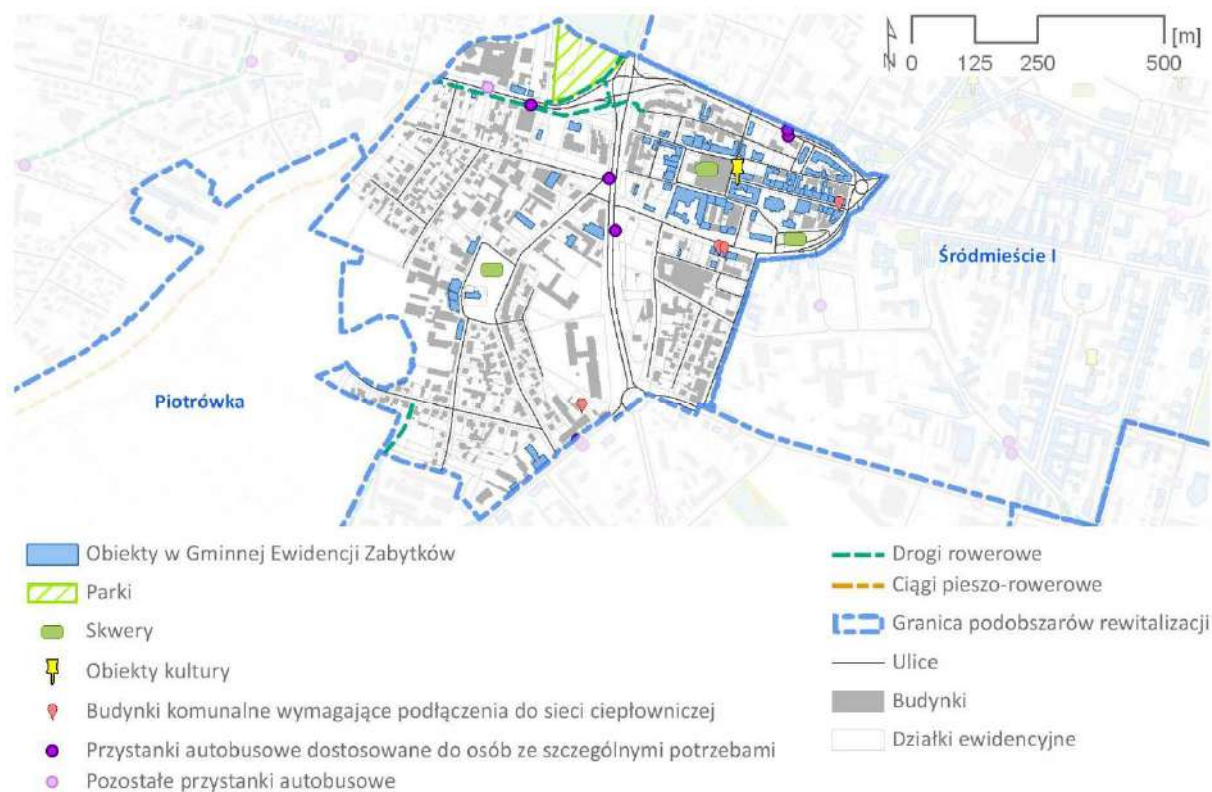 N
0 125 250 500
[m]
Śródmieście I
Piotrówka
Obiekty w Gminnej Ewidencji Zabytków
Parki
Skwery
Obiekty kultury
Budynki komunalne wymagające podłączenia do sieci ciepłowniczej
Przystanki autobusowe dostosowane do osób ze szczególnymi potrzebami
Pozostałe przystanki autobusowe
Drogi rowerowe
Ciągi pieszo-rowerowe
Granica podobszarów rewitalizacji
Ulice
Budynki
Działki ewidencyjne